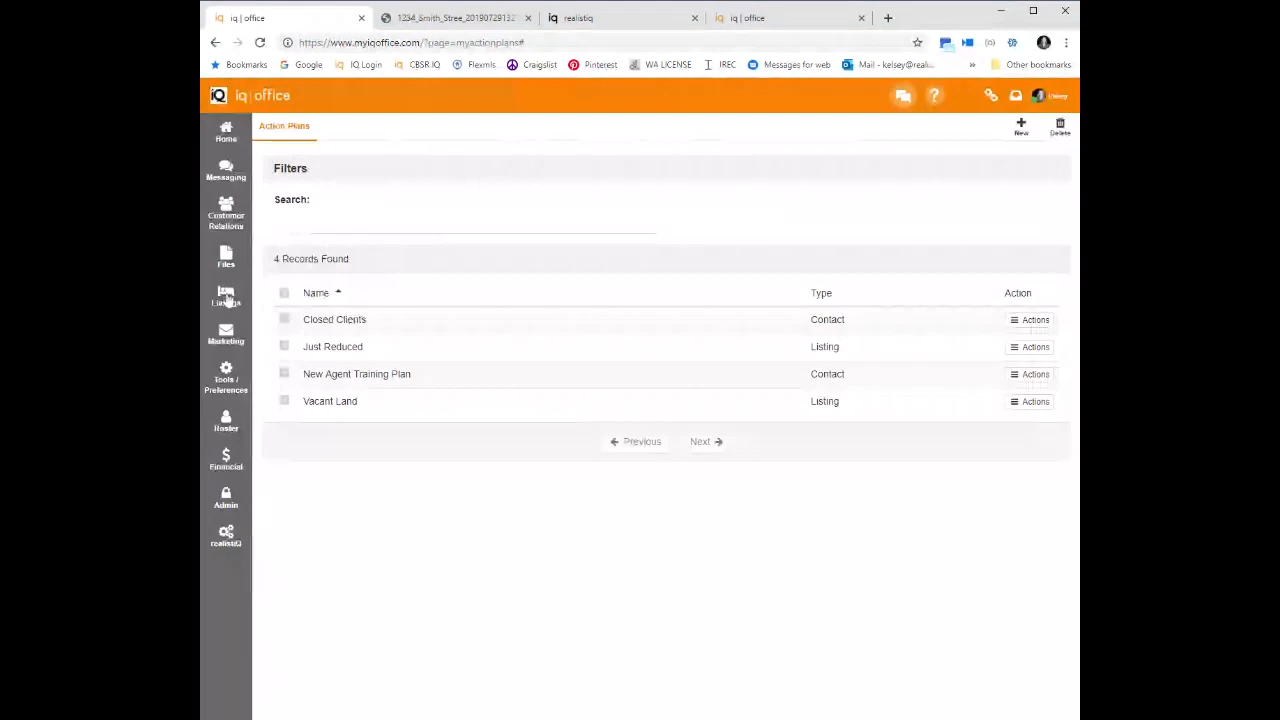 iq | office
1234_Smith_Stree_2019072913
realistiq
iq | office
https://www.myiqoffice.com/?page=myactionplans#
Bookmarks
Google
IQ Login
CBSR IQ
Flexmls
Craigslist
Pinterest
WA LICENSE
IREC
Messages for web
Mail - kelsey@reali...
»
Other bookmarks
iQ iq | office
Kelsey
Home
Messaging
Customer
Relations
Files
Listings
Marketing
Tools /
Preferences
Roster
Financial
Admin
realistiQ
Action Plans
New
Delete
Filters
Search:
4 Records Found
Name Type Action
Closed Clients Contact Actions
Just Reduced Listing Actions
New Agent Training Plan Contact Actions
Vacant Land Listing Actions
Previous Next